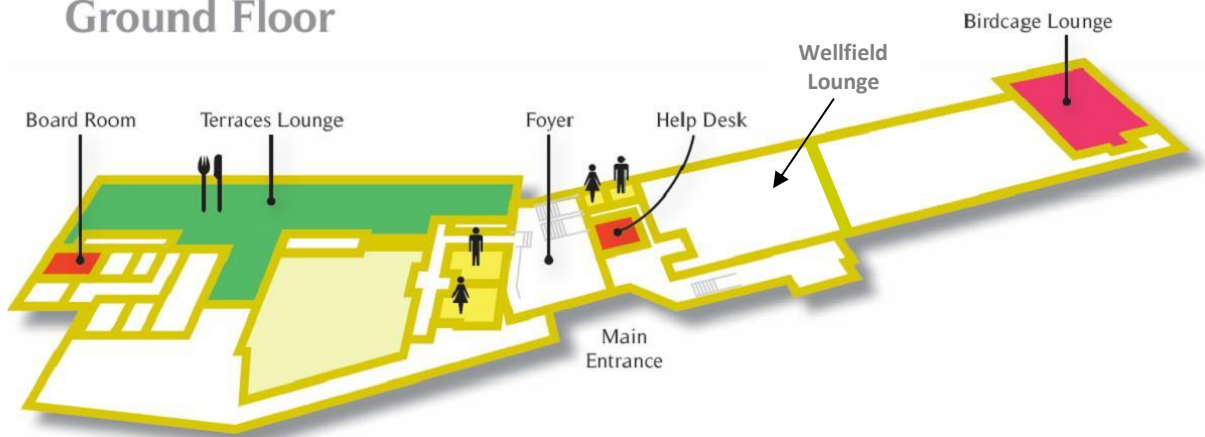 Ground Floor
Birdcage Lounge
Wellfield
Lounge
Board Room
Terraces Lounge
Foyer
Help Desk
Main
Entrance